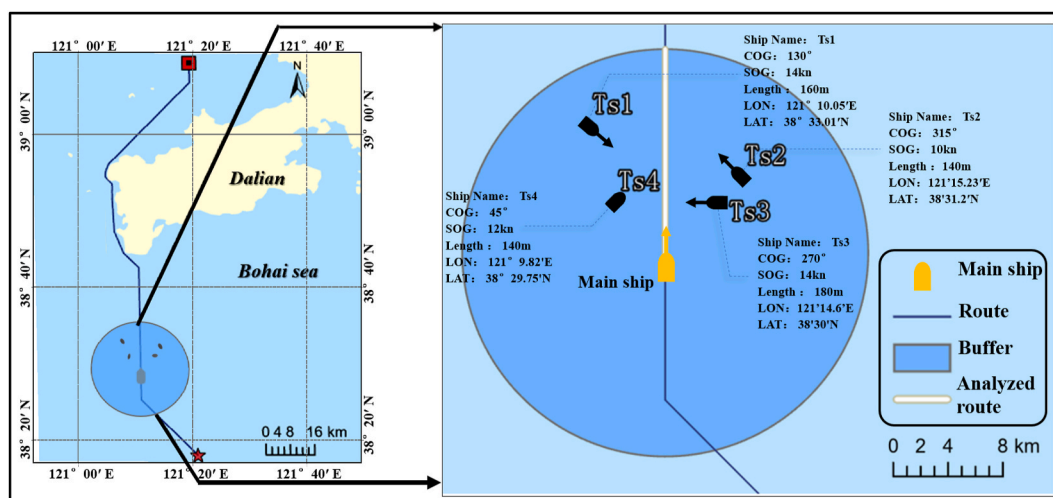 121° 00′ E
121° 20′ E
121° 40′ E
N
39° 00′ N
39° 00′ N
Dalian
Bohai sea
38° 40′ N
38° 40′ N
38° 20′ N
38° 20′ N
0 4 8 16 km
121° 00′ E
121° 20′ E
121° 40′ E
Ship Name: Ts1
COG: 130°
SOG: 14kn
Length : 160m
LON: 121° 10.05′E
LAT: 38° 33.01′N
Ts1
Ship Name: Ts2
COG: 315°
SOG: 10kn
Length: 140m
LON: 121°15.23′E
LAT: 38°31.2′N
Ts2
Ts4
Ts3
Ship Name: Ts4
COG: 45°
SOG: 12kn
Length : 140m
LON: 121° 9.82′E
LAT: 38° 29.75′N
Ship Name: Ts3
COG: 270°
SOG: 14kn
Length : 180m
LON: 121°14.6′E
LAT: 38°30′N
Main ship
Main ship
Route
Buffer
Analyzed
route
0 2 4 8 km